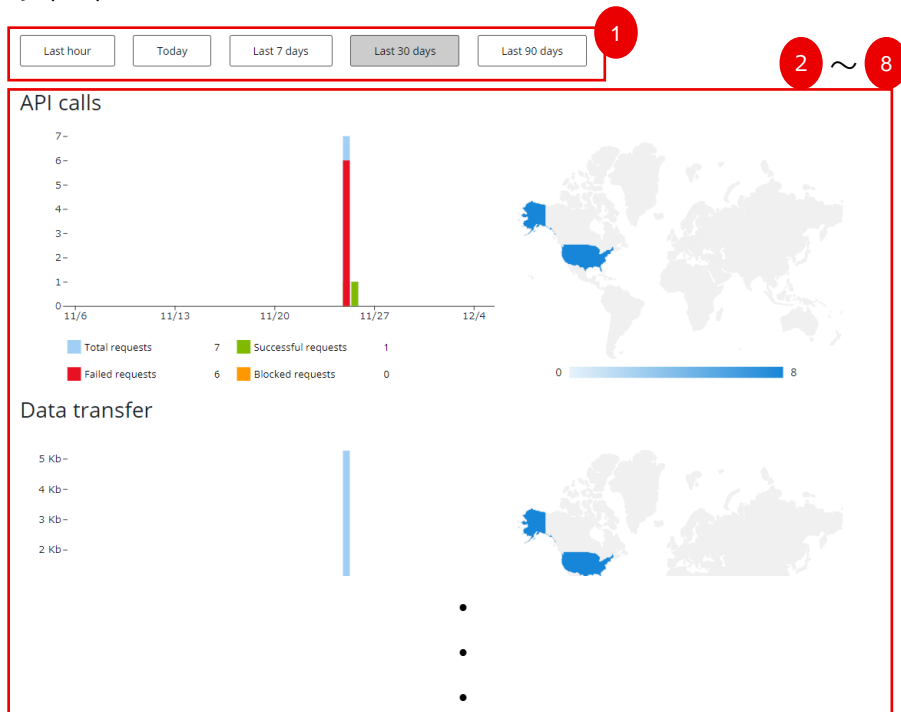 Last hour Today Last 7 days Last 30 days Last 90 days 1
2 ～ 8
API calls
7
6
5
4
3
2
1
0
11/6 11/13 11/20 11/27 12/4
Total requests 7 Successful requests 1
Failed requests 6 Blocked requests 0
0 8
Data transfer
5 Kb
4 Kb
3 Kb
2 Kb